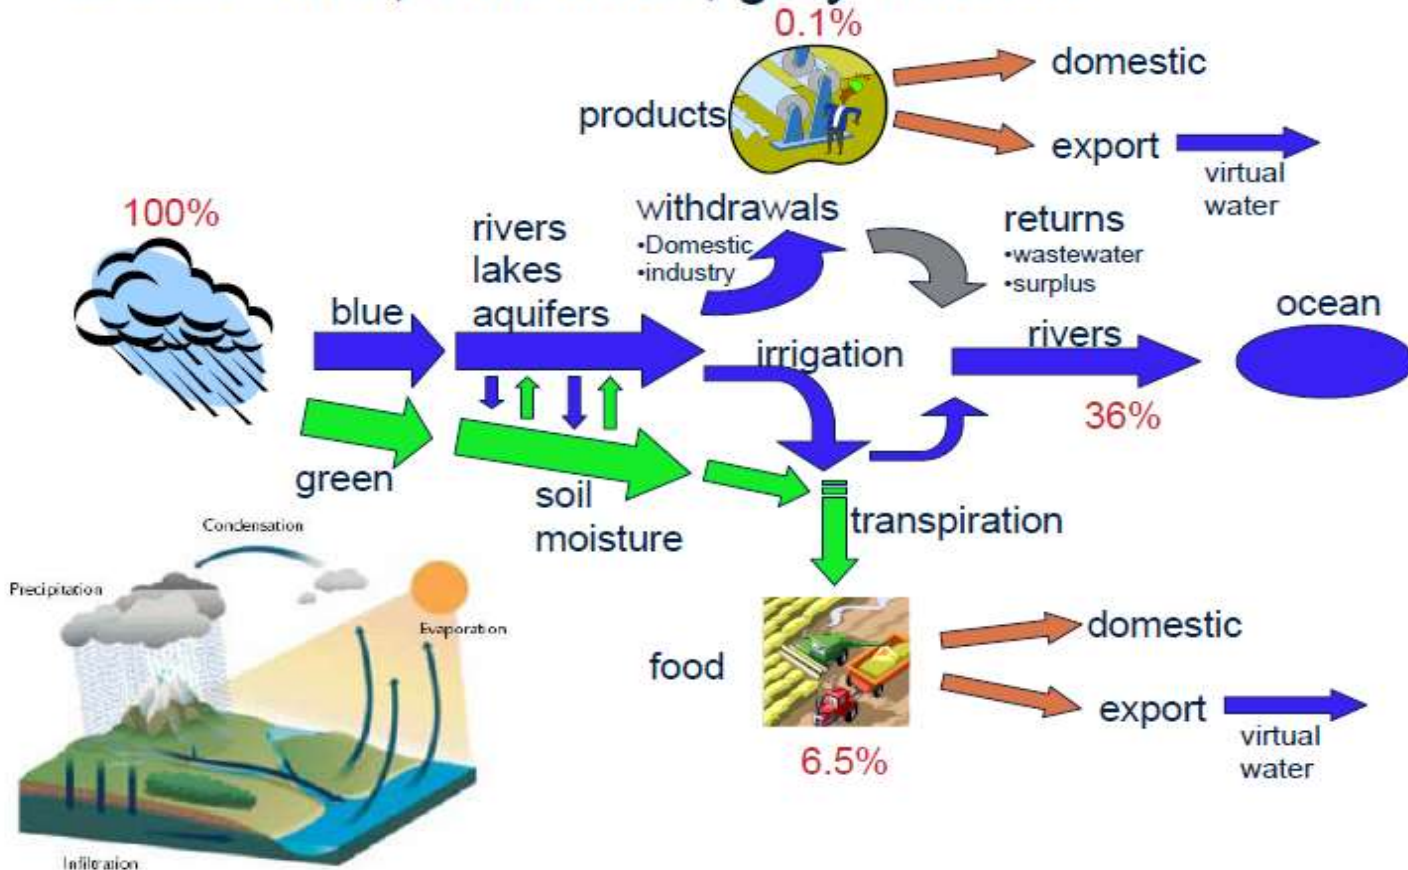 0.1%
domestic
products
export
virtual
water
100%
withdrawals
•Domestic
•industry
returns
•wastewater
•surplus
rivers
lakes
aquifers
blue
irrigation
rivers
ocean
36%
green
soil
moisture
transpiration
Condensation
Precipitation
Evaporation
Infiltration
food
domestic
export
virtual
water
6.5%